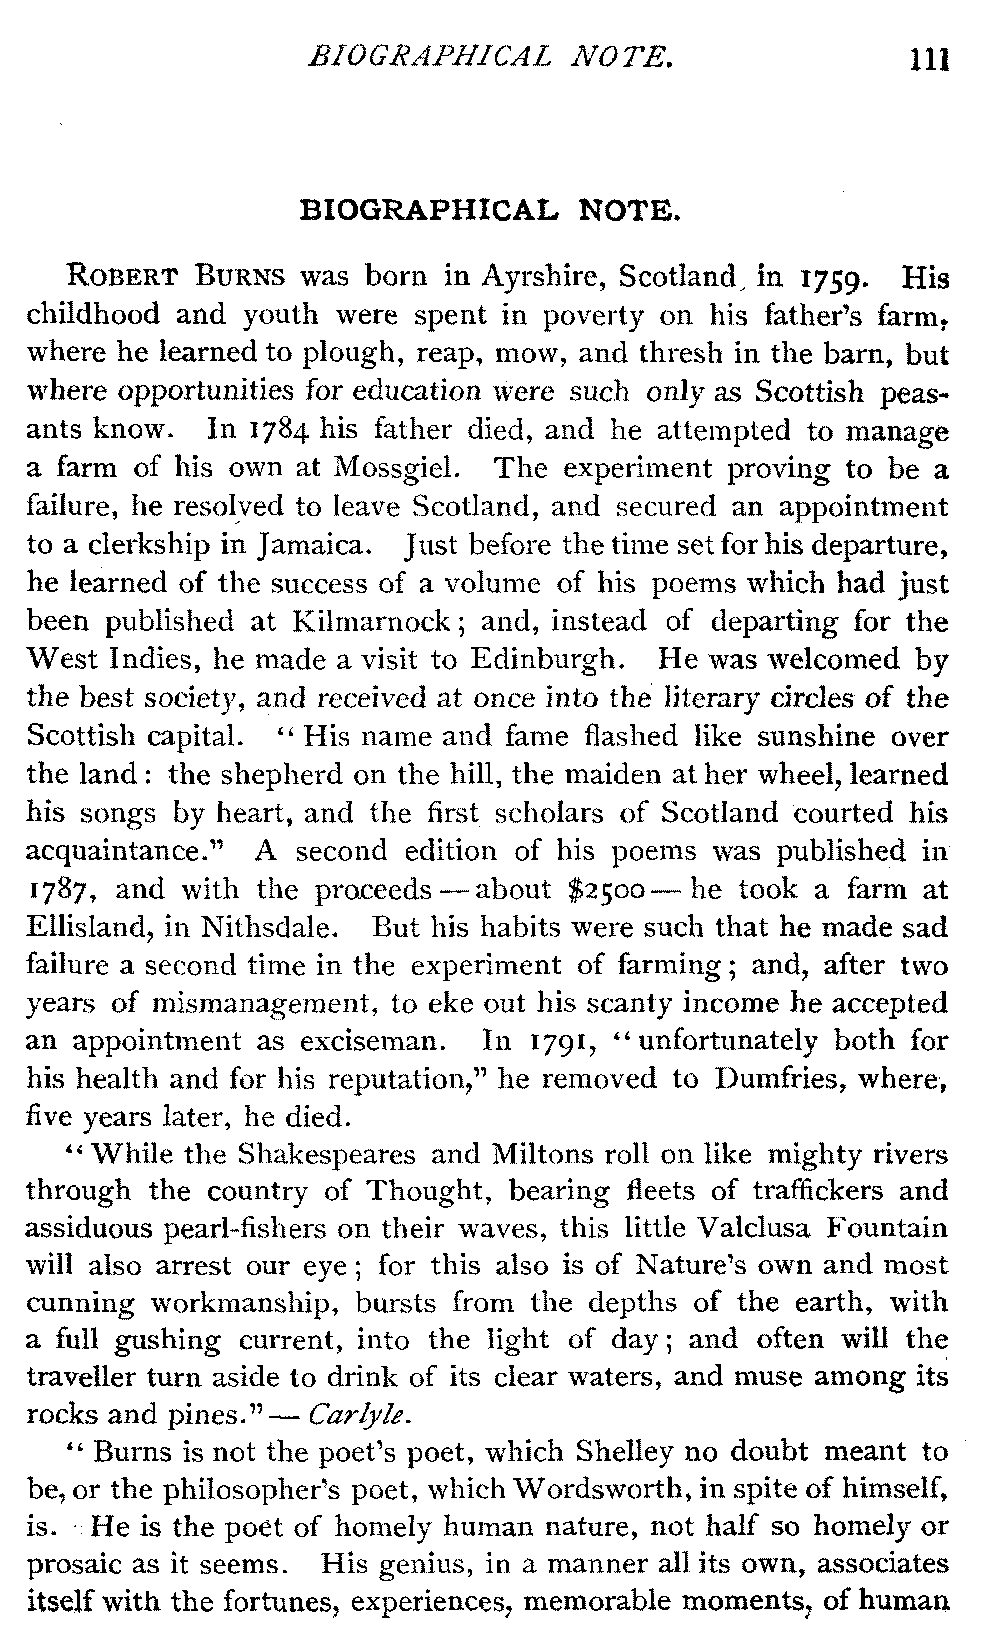 BIOGRAPHICAL NOTE. 111
BIOGRAPHICAL NOTE.
ROBERT BURNS was born in Ayrshire, Scotland, in 1759. His
childhood and youth were spent in poverty on his father's farm,
where he learned to plough, reap, mow, and thresh in the barn, but
where opportunities for education were such only as Scottish peas-
ants know. In 1784 his father died, and he attempted to manage
a farm of his own at Mossgiel. The experiment proving to be a
failure, he resolved to leave Scotland, and secured an appointment
to a clerkship in Jamaica. Just before the time set for his departure,
he learned of the success of a volume of his poems which had just
been published at Kilmarnock; and, instead of departing for the
West Indies, he made a visit to Edinburgh. He was welcomed by
the best society, and received at once into the literary circles of the
Scottish capital. "His name and fame flashed like sunshine over
the land: the shepherd on the hill, the maiden at her wheel, learned
his songs by heart, and the first scholars of Scotland courted his
acquaintance." A second edition of his poems was published in
1787, and with the proceeds — about $2500 — he took a farm at
Ellisland, in Nithsdale. But his habits were such that he made sad
failure a second time in the experiment of farming; and, after two
years of mismanagement, to eke out his scanty income he accepted
an appointment as exciseman. In 1791, "unfortunately both for
his health and for his reputation," he removed to Dumfries, where,
five years later, he died.
"While the Shakespeares and Miltons roll on like mighty rivers
through the country of Thought, bearing fleets of traffickers and
assiduous pearl-fishers on their waves, this little Valclusa Fountain
will also arrest our eye; for this also is of Nature's own and most
cunning workmanship, bursts from the depths of the earth, with
a full gushing current, into the light of day; and often will the
traveller turn aside to drink of its clear waters, and muse among its
rocks and pines." — Carlyle.
"Burns is not the poet's poet, which Shelley no doubt meant to
be, or the philosopher's poet, which Wordsworth, in spite of himself,
is. He is the poet of homely human nature, not half so homely or
prosaic as it seems. His genius, in a manner all its own, associates
itself with the fortunes, experiences, memorable moments, of human